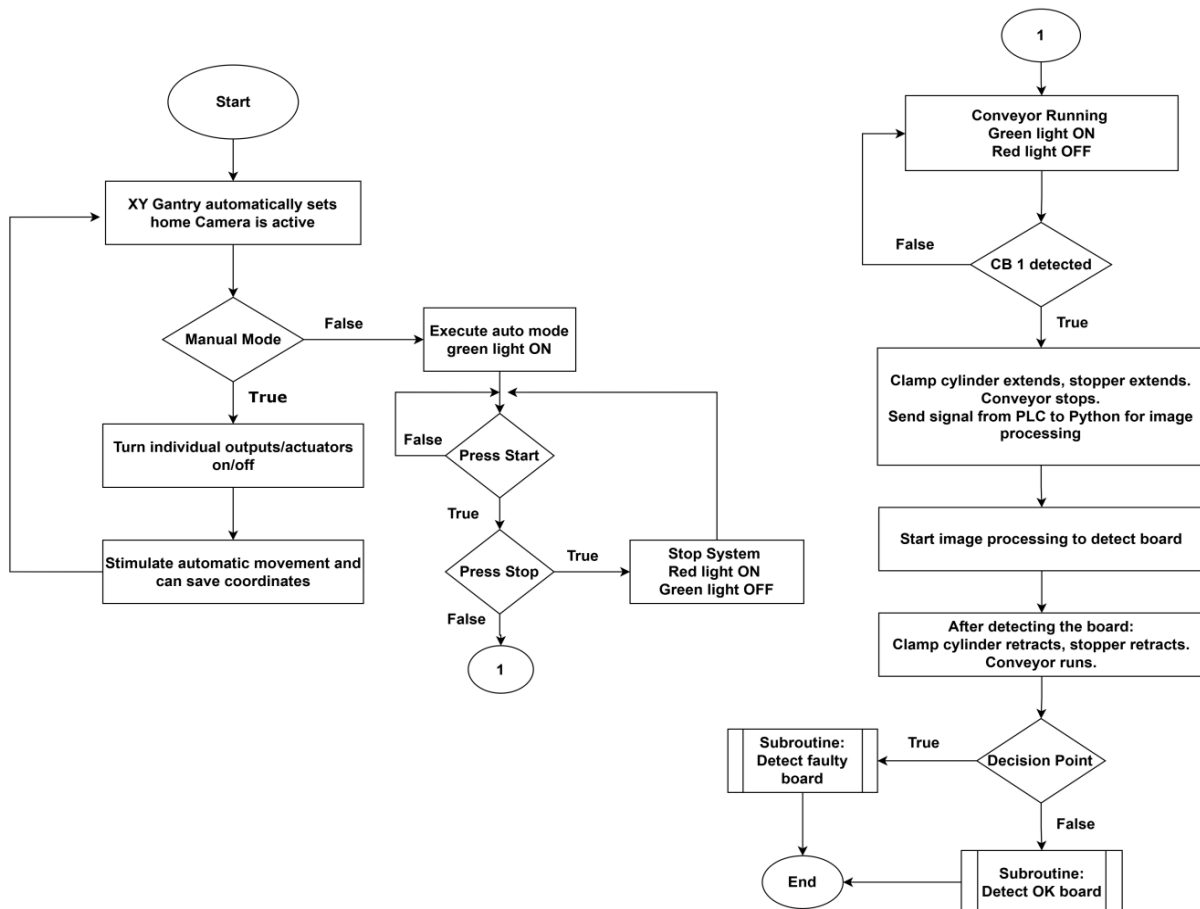 Start
XY Gantry automatically sets
home Camera is active
Manual Mode
False
True
Turn individual outputs/actuators
on/off
Stimulate automatic movement and
can save coordinates
Execute auto mode
green light ON
False
Press Start
True
Press Stop
True
Stop System
Red light ON
Green light OFF
False
1
1
Conveyor Running
Green light ON
Red light OFF
False
CB 1 detected
True
Clamp cylinder extends, stopper extends.
Conveyor stops.
Send signal from PLC to Python for image
processing
Start image processing to detect board
After detecting the board:
Clamp cylinder retracts, stopper retracts.
Conveyor runs.
Decision Point
True
Subroutine:
Detect faulty
board
False
Subroutine:
Detect OK board
End